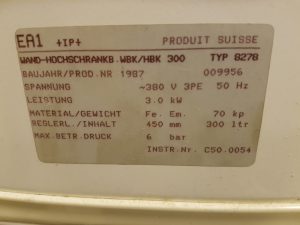 EA1 +IP+ PRODUIT SUISSE
WAND-HOCHSCHRANKB. WBK/HBK 300 TYP 8278
BAUJAHR/PROD.NR 1987 009956
SPANNUNG ~380 V 3PE 50 Hz
LEISTUNG 3.0 kW
MATERIAL/GEWICHT Fe. Em. 70 kp
REGLERL./INHALT 450 mm 300 ltr
MAX.BETR.DRUCK 6 bar
INSTR.Nr. C50.0054